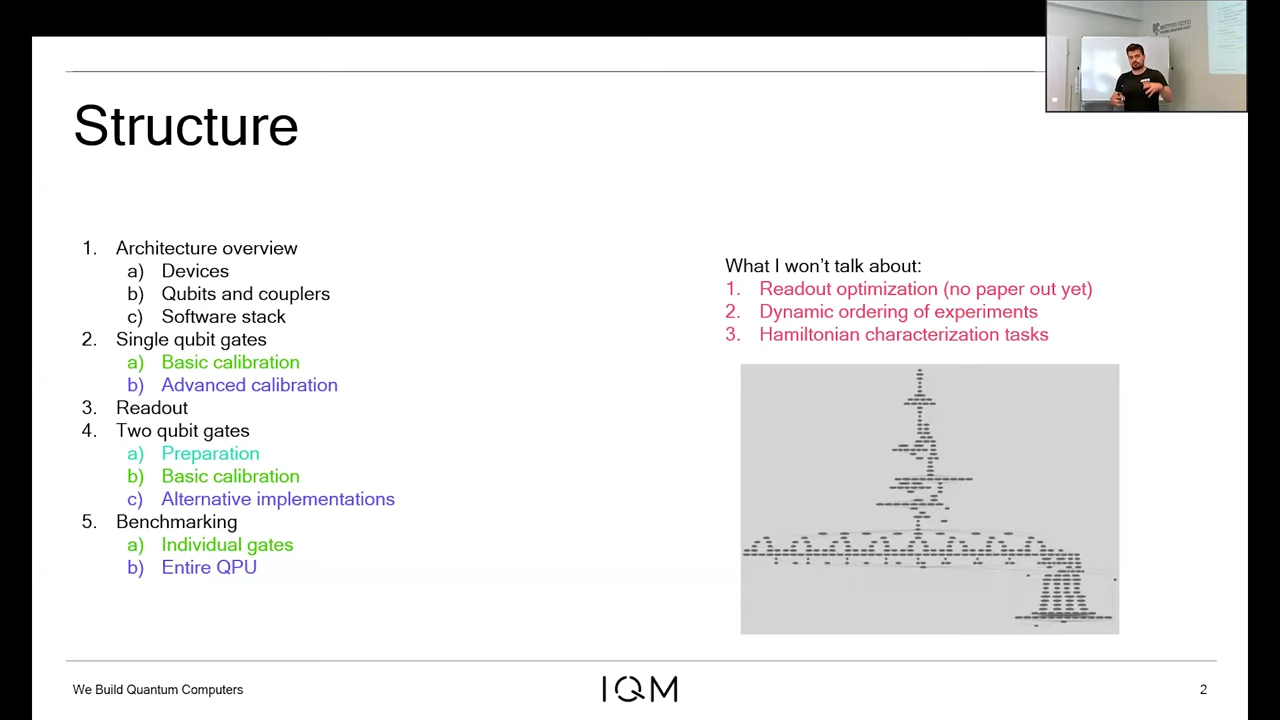 Structure
1. Architecture overview
a) Devices
b) Qubits and couplers
c) Software stack
2. Single qubit gates
a) Basic calibration
b) Advanced calibration
3. Readout
4. Two qubit gates
a) Preparation
b) Basic calibration
c) Alternative implementations
5. Benchmarking
a) Individual gates
b) Entire QPU
What I won't talk about:
1. Readout optimization (no paper out yet)
2. Dynamic ordering of experiments
3. Hamiltonian characterization tasks
We Build Quantum Computers
IQM
2